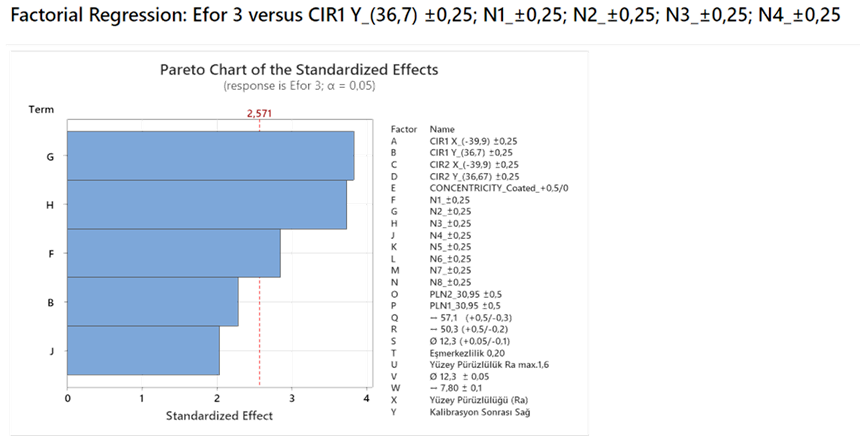 Factorial Regression: Efor 3 versus CIR1 Y_(36,7) ±0,25; N1_±0,25; N2_±0,25; N3_±0,25; N4_±0,25
Pareto Chart of the Standardized Effects
(response is Efor 3; α = 0,05)
Term
2,571
G
H
F
B
J
0 1 2 3 4
Standardized Effect
Factor Name
A CIR1 X_(-39,9) ±0,25
B CIR1 Y_(36,7) ±0,25
C CIR2 X_(-39,9) ±0,25
D CIR2 Y_(36,67) ±0,25
E CONCENTRICITY_Coated_+0,5/0
F N1_±0,25
G N2_±0,25
H N3_±0,25
J N4_±0,25
K N5_±0,25
L N6_±0,25
M N7_±0,25
N N8_±0,25
O PLN2_30,95 ±0.5
P PLN1_30,95 ±0,5
Q -- 57,1 (+0,5/-0,3)
R -- 50,3 (+0,5/-0.2)
S Ø 12,3 (+0.05/-0.1)
T Eşmerkezlilik 0,20
U Yüzey Pürüzlülük Ra max.1,6
V Ø 12,3 ± 0,05
W -- 7,80 ± 0,1
X Yüzey Pürüzlülüğü (Ra)
Y Kalibrasyon Sonrası Sağ